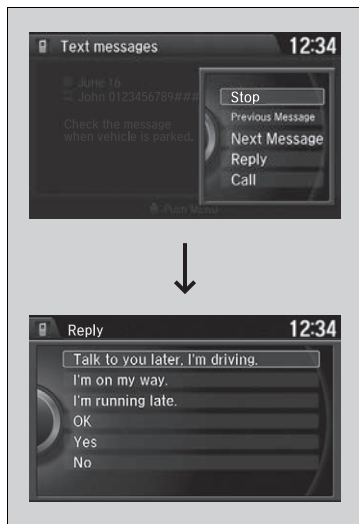 Text messages
12:34
June 16
John 0123456789###
Check the message
when vehicle is parked.
Stop
Previous Message
Next Message
Reply
Call
:Push Menu
Reply
12:34
Talk to you later, I'm driving.
I'm on my way.
I'm running late.
OK
Yes
No